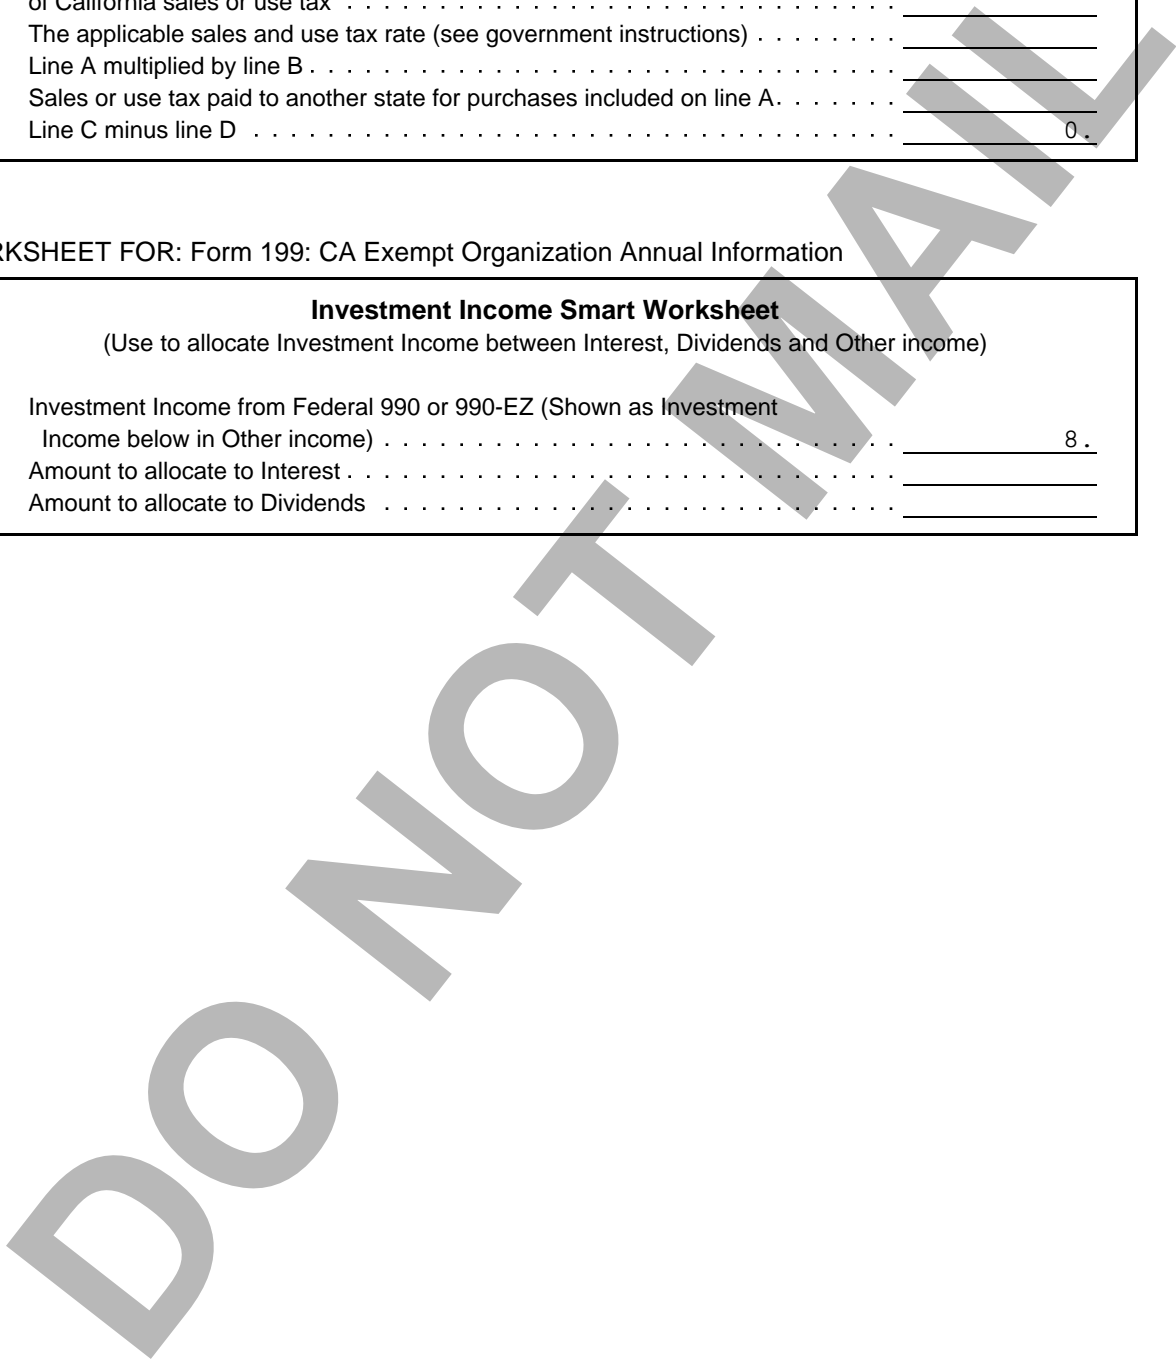 of California sales or use tax . . . . . . . . . . . . . . . . . . . . . . . . . . . . . .
The applicable sales and use tax rate (see government instructions) . . . . . . . .
Line A multiplied by line B . . . . . . . . . . . . . . . . . . . . . . . . . . . . . . . .
Sales or use tax paid to another state for purchases included on line A. . . . . . .
Line C minus line D . . . . . . . . . . . . . . . . . . . . . . . . . . . . . . . . . . . 0.
RKSHEET FOR: Form 199: CA Exempt Organization Annual Information
Investment Income Smart Worksheet
(Use to allocate Investment Income between Interest, Dividends and Other income)
Investment Income from Federal 990 or 990-EZ (Shown as Investment
Income below in Other income) . . . . . . . . . . . . . . . . . . . . . . . . . . . . 8.
Amount to allocate to Interest . . . . . . . . . . . . . . . . . . . . . . . . . . . . . .
Amount to allocate to Dividends . . . . . . . . . . . . . . . . . . . . . . . . . . . .
DO NOT MAIL